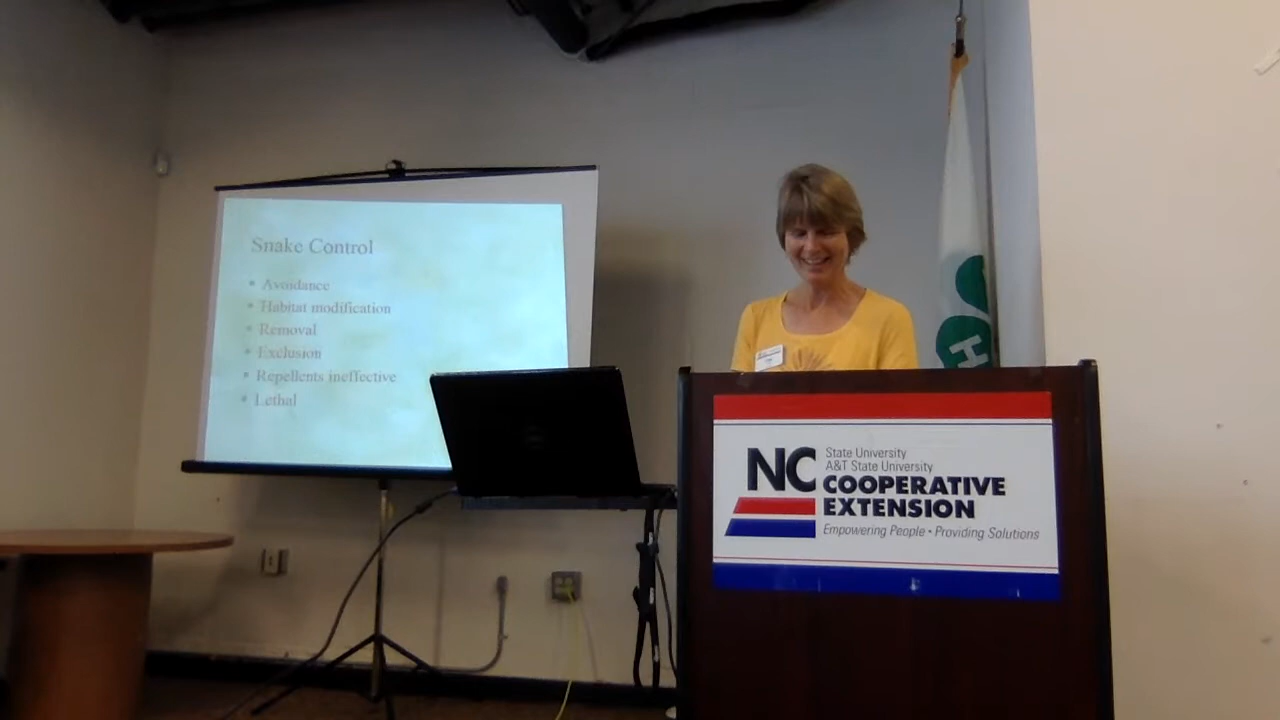 Snake Control
Avoidance
Habitat modification
Removal
Exclusion
Repellents ineffective
Lethal
H
NC
State University
A&T State University
COOPERATIVE
EXTENSION
Empowering People • Providing Solutions